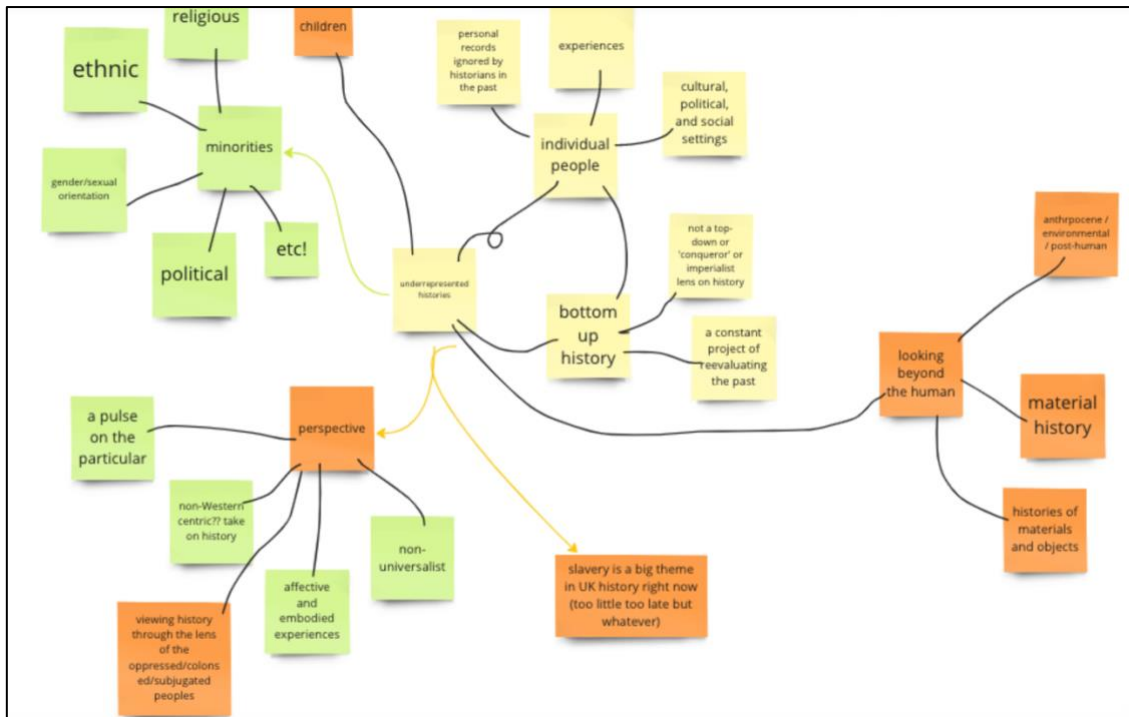 religious
children
ethnic
minorities
gender/sexual
orientation
political
etc!
personal
records
ignored by
historians in
the past
experiences
cultural,
political,
and social
settings
individual
people
underrepresented
histories
not a top-
down or
'conqueror' or
imperialist
lens on history
bottom
up
history
a constant
project of
reevaluating
the past
anthrpocene /
environmental
/ post-human
looking
beyond
the human
material
history
histories of
materials
and objects
perspective
a pulse
on the
particular
non-Western
centric?? take
on history
non-
universalist
affective
and
embodied
experiences
viewing history
through the lens
of the
oppressed/colons
ed/subjugated
peoples
slavery is a big theme
in UK history right now
(too little too late but
whatever)